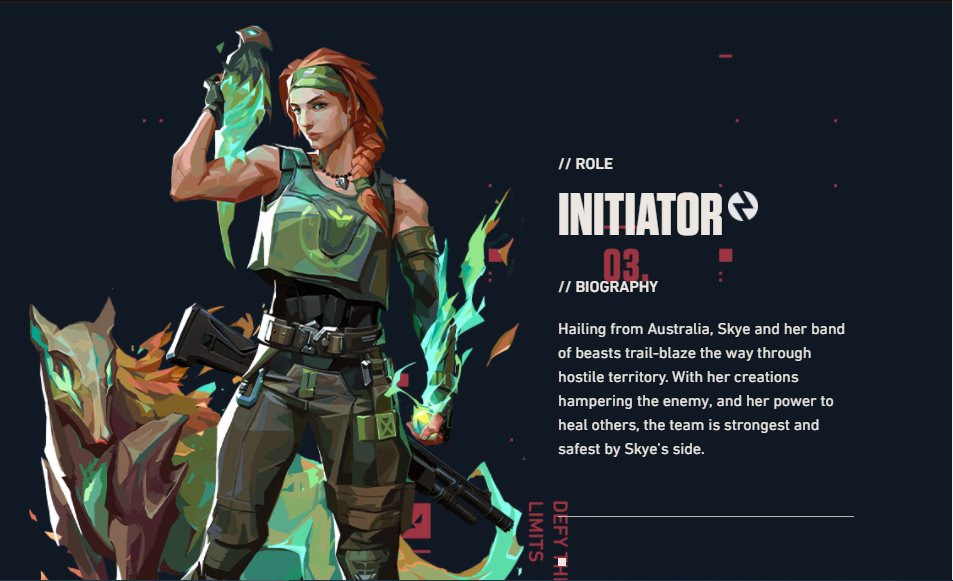 // ROLE
INITIATOR
03.
// BIOGRAPHY
Hailing from Australia, Skye and her band
of beasts trail-blaze the way through
hostile territory. With her creations
hampering the enemy, and her power to
heal others, the team is strongest and
safest by Skye's side.
DEFY
LIMITS